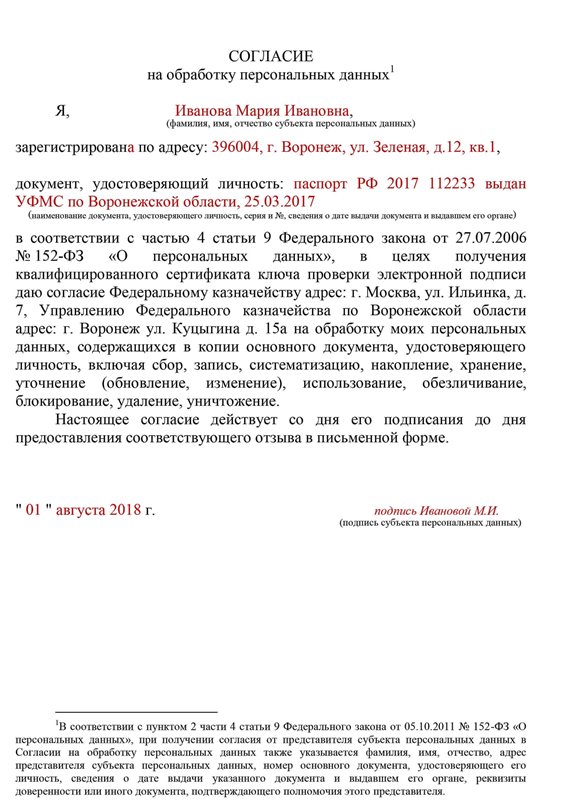 СОГЛАСИЕ
на обработку персональных данных1
Я, Иванова Мария Ивановна,
(фамилия, имя, отчество субъекта персональных данных)
зарегистрирована по адресу: 396004, г. Воронеж, ул. Зеленая, д.12, кв.1,
документ, удостоверяющий личность: паспорт РФ 2017 112233 выдан
УФМС по Воронежской области, 25.03.2017
(наименование документа, удостоверяющего личность, серия и №, сведения о дате выдачи документа и выдавшем его органе)
в соответствии с частью 4 статьи 9 Федерального закона от 27.07.2006
№ 152-ФЗ «О персональных данных», в целях получения
квалифицированного сертификата ключа проверки электронной подписи
даю согласие Федеральному казначейству адрес: г. Москва, ул. Ильинка, д.
7, Управлению Федерального казначейства по Воронежской области
адрес: г. Воронеж ул. Куцыгина д. 15а на обработку моих персональных
данных, содержащихся в копии основного документа, удостоверяющего
личность, включая сбор, запись, систематизацию, накопление, хранение,
уточнение (обновление, изменение), использование, обезличивание,
блокирование, удаление, уничтожение.
Настоящее согласие действует со дня его подписания до дня
предоставления соответствующего отзыва в письменной форме.
" 01 " августа 2018 г. подпись Ивановой М.И.
(подпись субъекта персональных данных)
1В соответствии с пунктом 2 части 4 статьи 9 Федерального закона от 05.10.2011 № 152-ФЗ «О
персональных данных», при получении согласия от представителя субъекта персональных данных в
Согласии на обработку персональных данных также указывается фамилия, имя, отчество, адрес
представителя субъекта персональных данных, номер основного документа, удостоверяющего его
личность, сведения о дате выдачи указанного документа и выдавшем его органе, реквизиты
доверенности или иного документа, подтверждающего полномочия этого представителя.